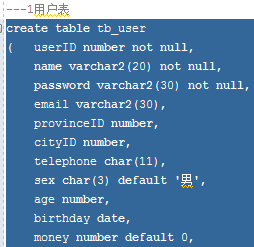 ---1用户表
create table tb_user
(   userID number not null,
    name varchar2(20) not null,
    password varchar2(30) not null,
    email varchar2(30),
    provinceID number,
    cityID number,
    telephone char(11),
    sex char(3) default '男',
    age number,
    birthday date,
    money number default 0,